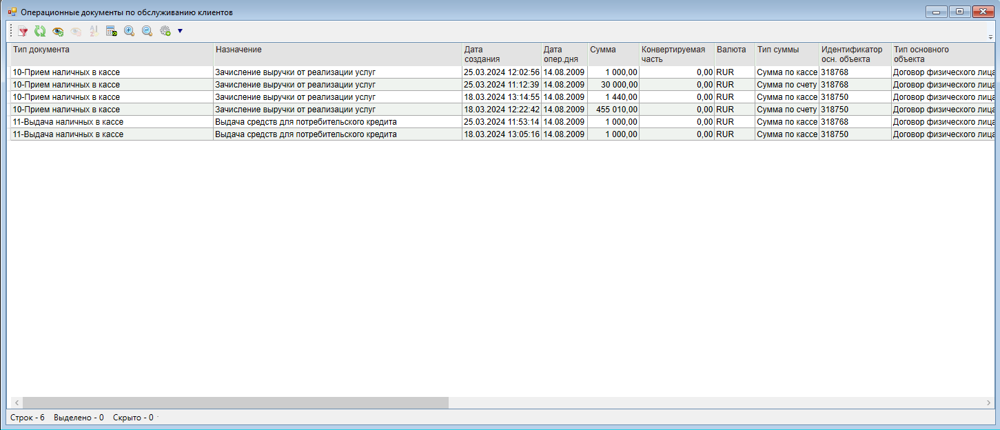 Операционные документы по обслуживанию клиентов
Тип документа Назначение Дата создания Дата опер.дня Сумма Конвертируемая часть Валюта Тип суммы Идентификатор осн. объекта Тип основного объекта
10-Прием наличных в кассе Зачисление выручки от реализации услуг 25.03.2024 12:02:56 14.08.2009 1 000,00 0,00 RUR Сумма по кассе 318768 Договор физического лица
10-Прием наличных в кассе Зачисление выручки от реализации услуг 25.03.2024 11:12:39 14.08.2009 30 000,00 0,00 RUR Сумма по счету 318768 Договор физического лица
10-Прием наличных в кассе Зачисление выручки от реализации услуг 18.03.2024 13:14:55 14.08.2009 1 440,00 0,00 RUR Сумма по кассе 318750 Договор физического лица
10-Прием наличных в кассе Зачисление выручки от реализации услуг 18.03.2024 12:22:42 14.08.2009 455 010,00 0,00 RUR Сумма по счету 318750 Договор физического лица
11-Выдача наличных в кассе Выдача средств для потребительского кредита 25.03.2024 11:53:14 14.08.2009 1 000,00 0,00 RUR Сумма по кассе 318768 Договор физического лица
11-Выдача наличных в кассе Выдача средств для потребительского кредита 18.03.2024 13:05:16 14.08.2009 1 000,00 0,00 RUR Сумма по кассе 318750 Договор физического лица
Строк - 6 Выделено - 0 Скрыто - 0